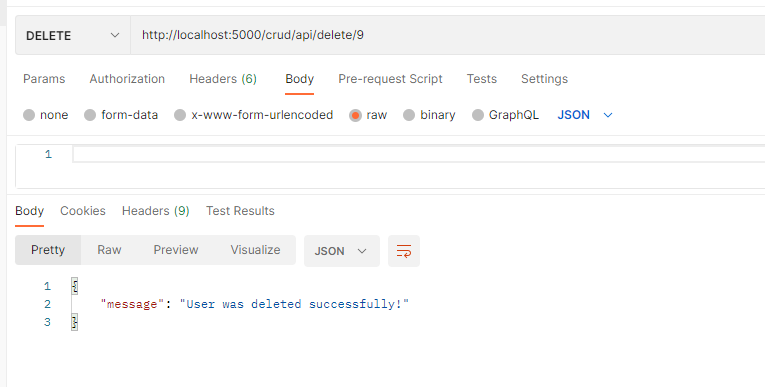 DELETE http://localhost:5000/crud/api/delete/9
Params Authorization Headers (6) Body Pre-request Script Tests Settings
none form-data x-www-form-urlencoded raw binary GraphQL JSON
1
Body Cookies Headers (9) Test Results
Pretty Raw Preview Visualize JSON
1 {
2 "message": "User was deleted successfully!"
3 }